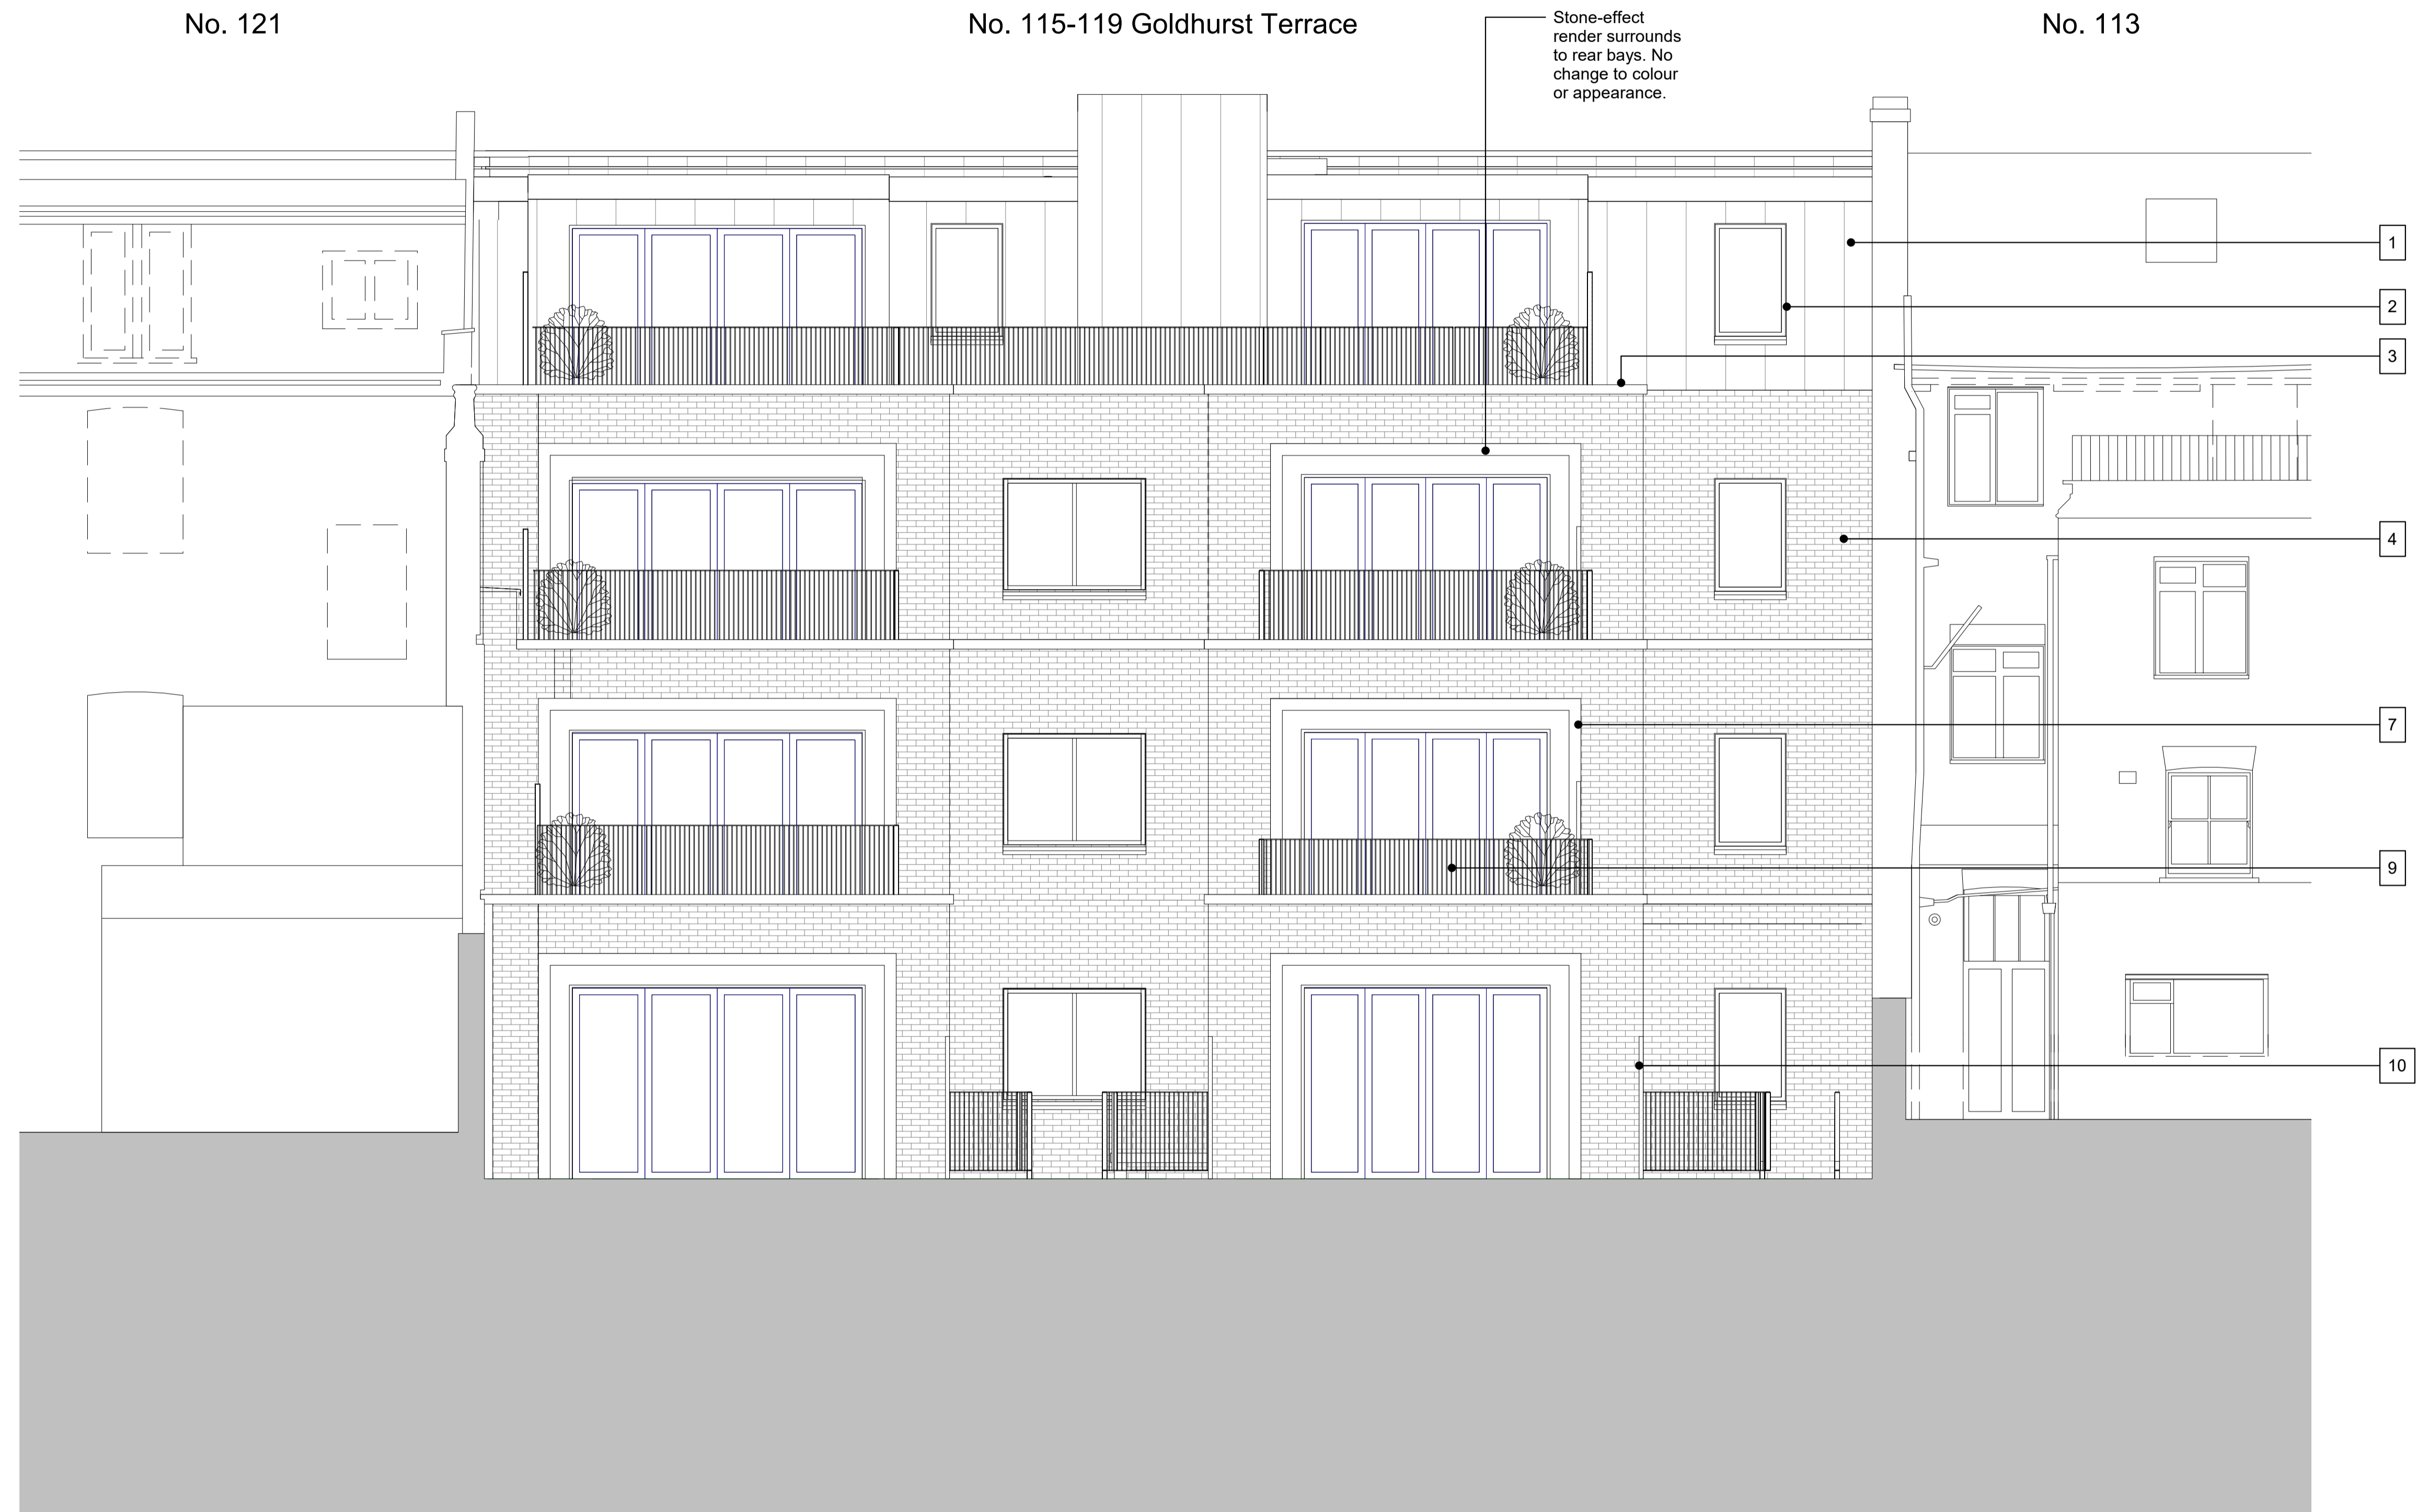 No. 121
No. 115-119 Goldhurst Terrace
No. 113
Stone-effect
render surrounds
to rear bays. No
change to colour
or appearance.
1
2
3
4
7
9
10